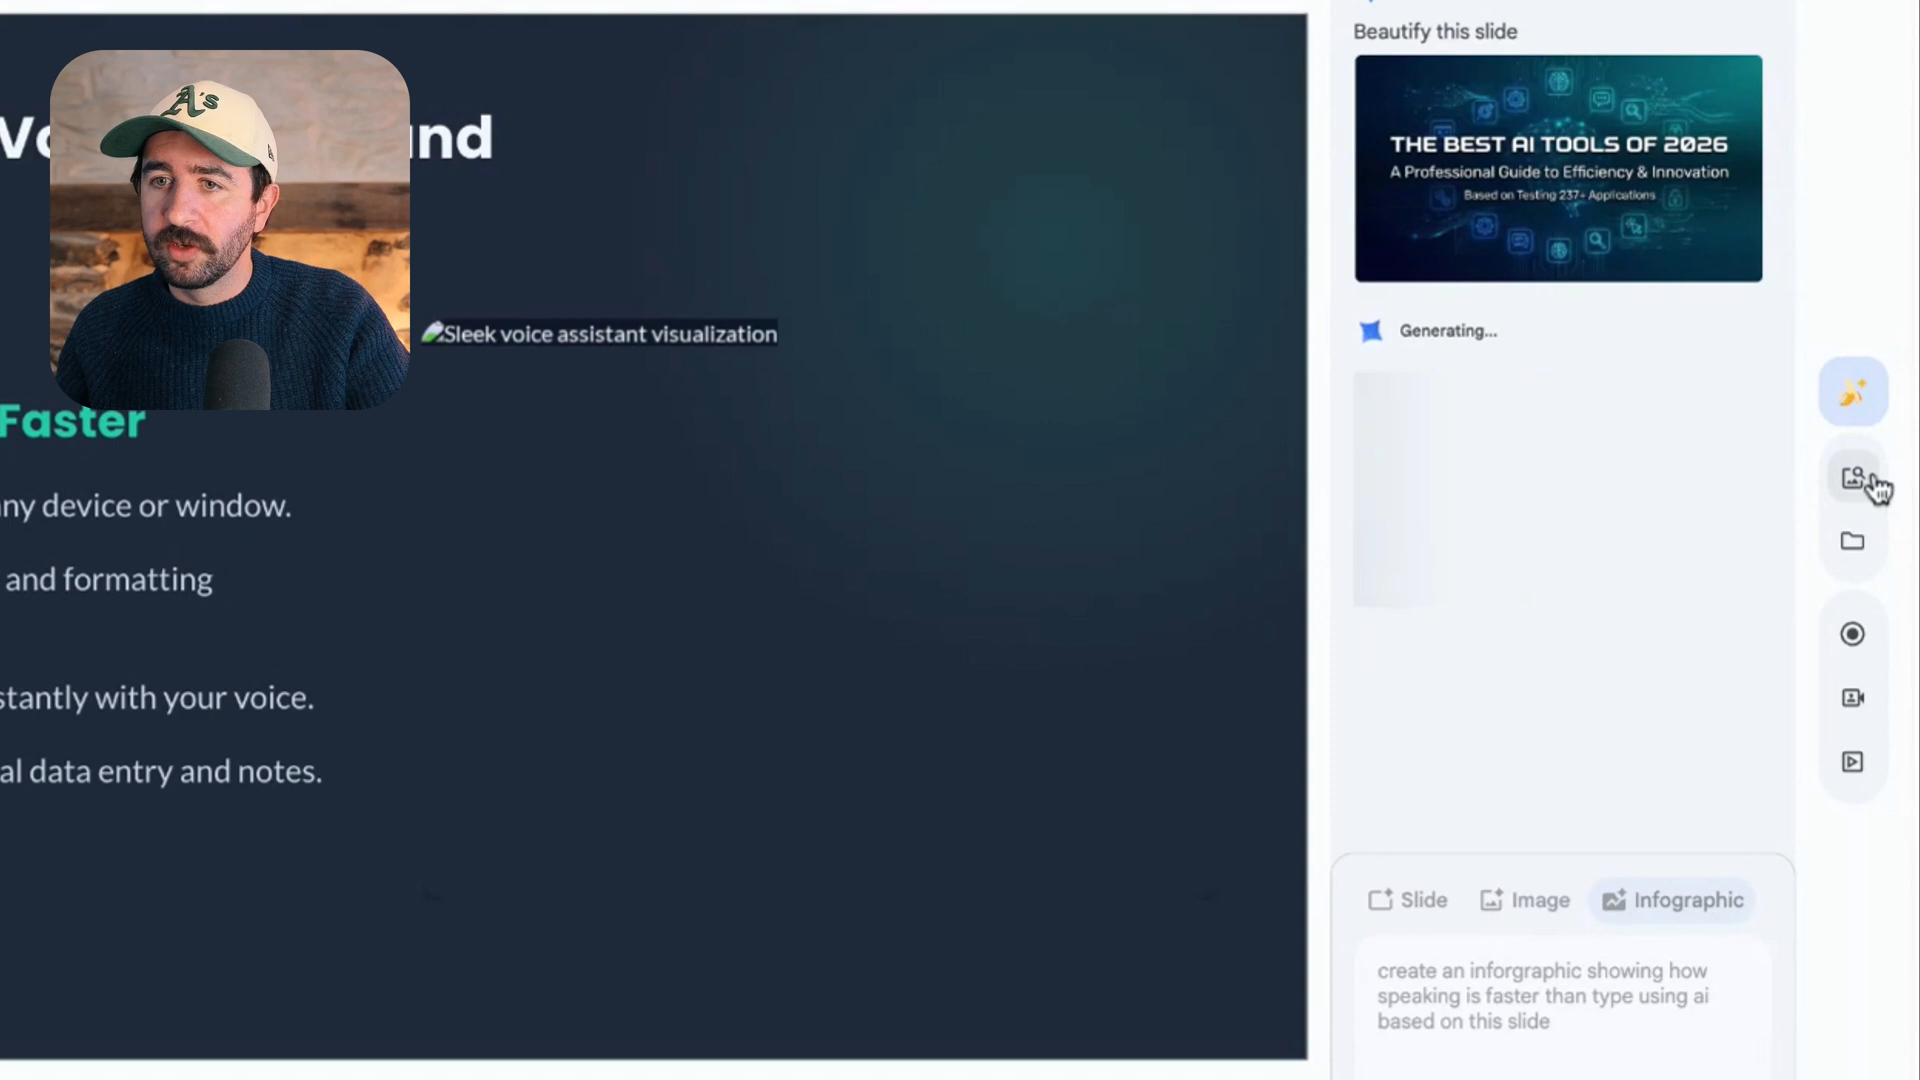 Beautify this slide
THE BEST AI TOOLS OF 2026
A Professional Guide to Efficiency & Innovation
Based on Testing 237+ Applications
Generating...
A's
and
Sleek voice assistant visualization
Faster
any device or window.
and formatting
stantly with your voice.
al data entry and notes.
Slide
Image
Infographic
create an inforgraphic showing how
speaking is faster than type using ai
based on this slide